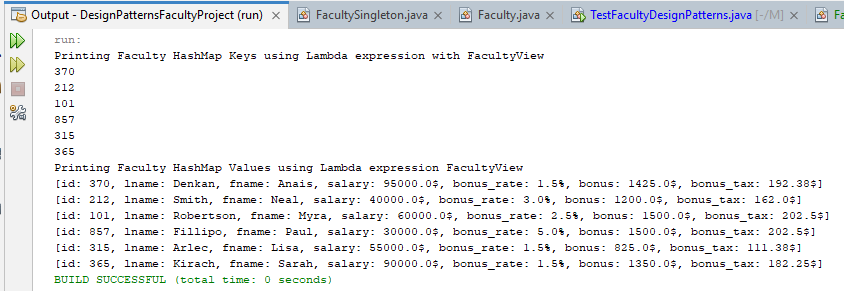 Output - DesignPatternsFacultyProject (run) × FacultySingleton.java × Faculty.java × TestFacultyDesignPatterns.java [-/M] × Fa
run:
Printing Faculty HashMap Keys using Lambda expression with FacultyView
370
212
101
857
315
365
Printing Faculty HashMap Values using Lambda expression FacultyView
[id: 370, lname: Denkan, fname: Anais, salary: 95000.0$, bonus_rate: 1.5%, bonus: 1425.0$, bonus_tax: 192.38$]
[id: 212, lname: Smith, fname: Neal, salary: 40000.0$, bonus_rate: 3.0%, bonus: 1200.0$, bonus_tax: 162.0$]
[id: 101, lname: Robertson, fname: Myra, salary: 60000.0$, bonus_rate: 2.5%, bonus: 1500.0$, bonus_tax: 202.5$]
[id: 857, lname: Fillipo, fname: Paul, salary: 30000.0$, bonus_rate: 5.0%, bonus: 1500.0$, bonus_tax: 202.5$]
[id: 315, lname: Arlec, fname: Lisa, salary: 55000.0$, bonus_rate: 1.5%, bonus: 825.0$, bonus_tax: 111.38$]
[id: 365, lname: Kirach, fname: Sarah, salary: 90000.0$, bonus_rate: 1.5%, bonus: 1350.0$, bonus_tax: 182.25$]
BUILD SUCCESSFUL (total time: 0 seconds)